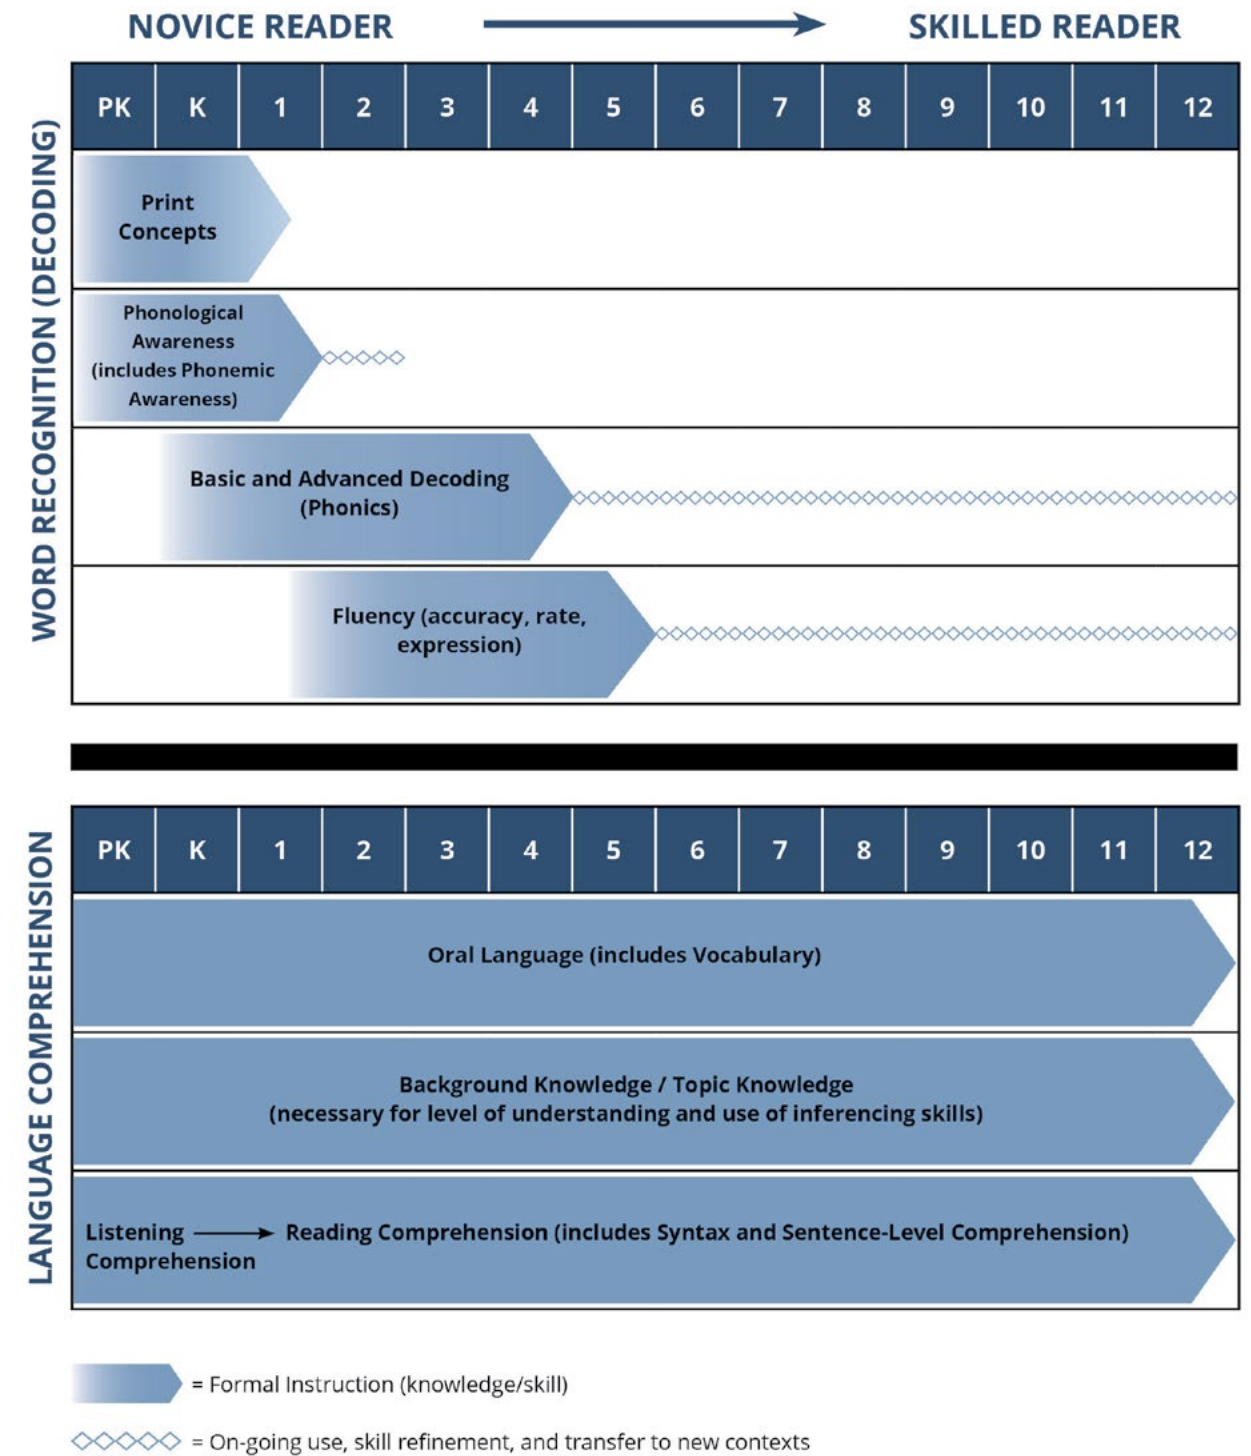 NOVICE READER SKILLED READER
WORD RECOGNITION (DECODING)
PK K 1 2 3 4 5 6 7 8 9 10 11 12
Print
Concepts
Phonological
Awareness
(includes Phonemic
Awareness)
Basic and Advanced Decoding
(Phonics)
Fluency (accuracy, rate,
expression)
LANGUAGE COMPREHENSION
PK K 1 2 3 4 5 6 7 8 9 10 11 12
Oral Language (includes Vocabulary)
Background Knowledge / Topic Knowledge
(necessary for level of understanding and use of inferencing skills)
Listening Reading Comprehension (includes Syntax and Sentence-Level Comprehension)
Comprehension
= Formal Instruction (knowledge/skill)
= On-going use, skill refinement, and transfer to new contexts